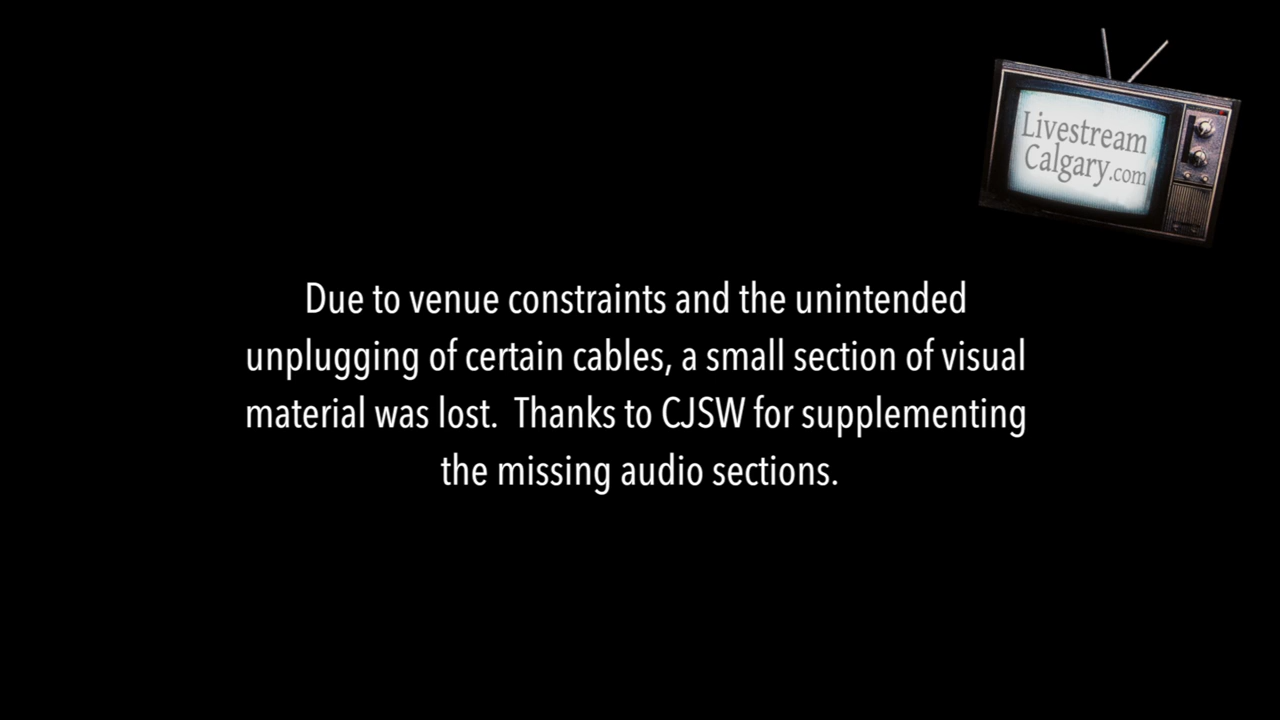 Livestream
Calgary.com
Due to venue constraints and the unintended
unplugging of certain cables, a small section of visual
material was lost.  Thanks to CJSW for supplementing
the missing audio sections.